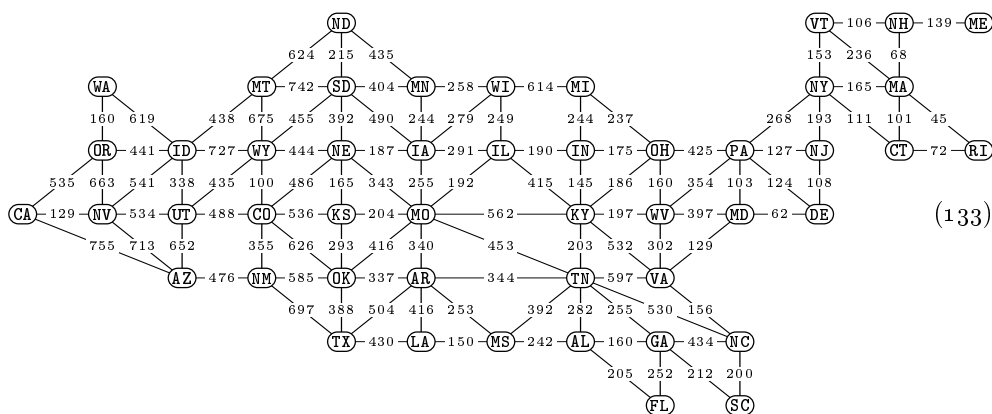 ND VT 106 NH 139 ME
624 215 435 153 236 68
WA MT 742 SD 404 MN 258 WI 614 MI NY 165 MA
160 619 438 675 455 392 490 244 279 249 244 237 268 193 111 101 45
OR 441 ID 727 WY 444 NE 187 IA 291 IL 190 IN 175 OH 425 PA 127 NJ CT 72 RI
535 663 541 338 435 100 486 165 343 255 192 415 145 186 160 354 103 124 108
CA 129 NV 534 UT 488 CO 536 KS 204 MO 562 KY 197 WV 397 MD 62 DE (133)
755 713 652 355 626 293 416 340 453 203 532 302 129
AZ 476 NM 585 OK 337 AR 344 TN 597 VA
697 388 504 416 253 392 282 255 530 156
TX 430 LA 150 MS 242 AL 160 GA 434 NC
205 252 212 200
FL SC